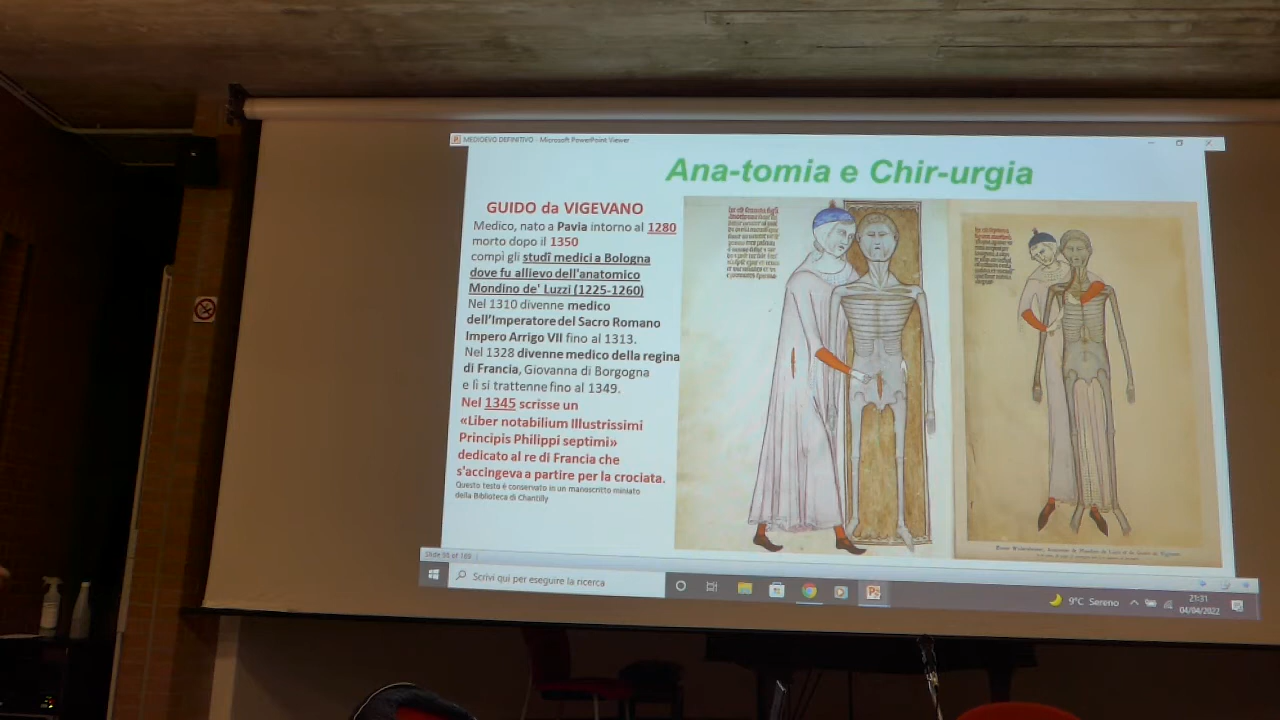 MEDIOEVO DEFINITIVO - Microsoft PowerPoint Viewer
Ana-tomia e Chir-urgia
GUIDO da VIGEVANO
Medico, nato a Pavia intorno al 1280
morto dopo il 1350
compì gli studî medici a Bologna
dove fu allievo dell'anatomico
Mondino de' Luzzi (1225-1260)
Nel 1310 divenne medico
dell'Imperatore del Sacro Romano
Impero Arrigo VII fino al 1313.
Nel 1328 divenne medico della regina
di Francia, Giovanna di Borgogna
e lì si trattenne fino al 1349.
Nel 1345 scrisse un
«Liber notabilium Illustrissimi
Principis Philippi septimi»
dedicato al re di Francia che
s'accingeva a partire per la crociata.
Questo testo è conservato in un manoscritto miniato
della Biblioteca di Chantilly
of 169
Scrivi qui per eseguire la ricerca
9°C Sereno
21:31
04/04/2022